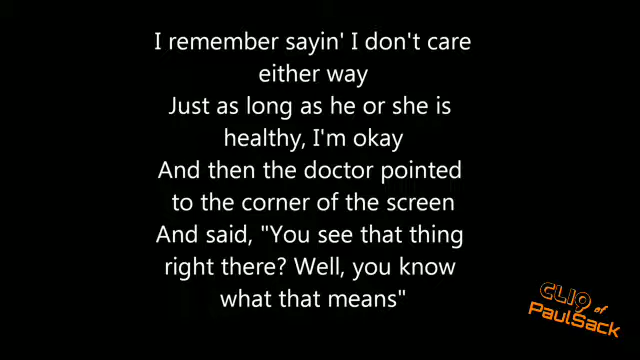 I remember sayin' I don't care
either way
Just as long as he or she is
healthy, I'm okay
And then the doctor pointed
to the corner of the screen
And said, "You see that thing
right there? Well, you know
what that means"
CLIQ of
PaulSack